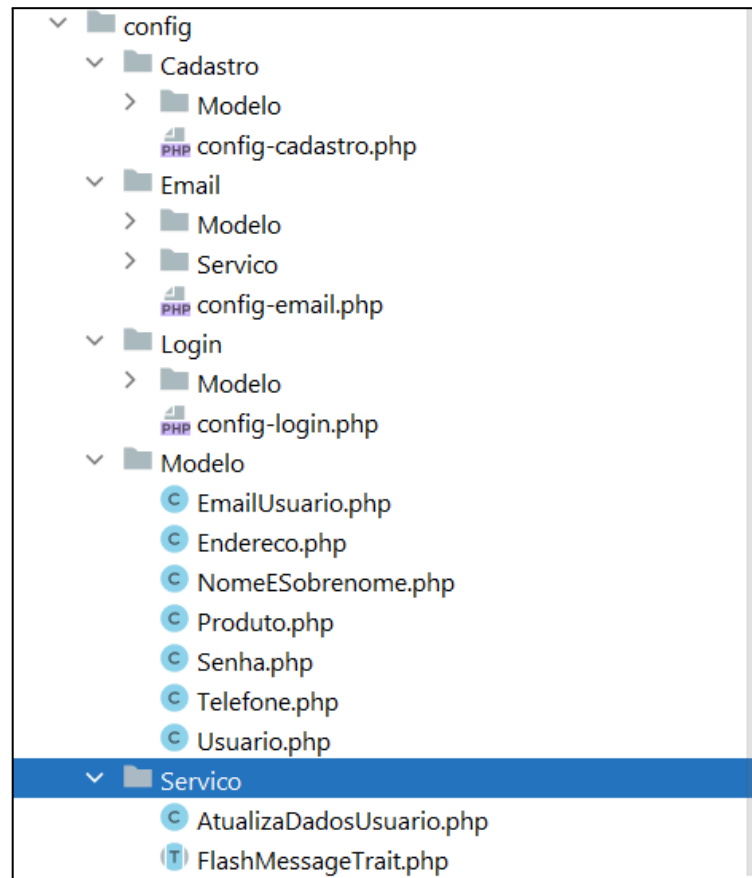 config
Cadastro
Modelo
PHP config-cadastro.php
Email
Modelo
Servico
PHP config-email.php
Login
Modelo
PHP config-login.php
Modelo
C EmailUsuario.php
C Endereco.php
C NomeESobrenome.php
C Produto.php
C Senha.php
C Telefone.php
C Usuario.php
Servico
C AtualizaDadosUsuario.php
T FlashMessageTrait.php